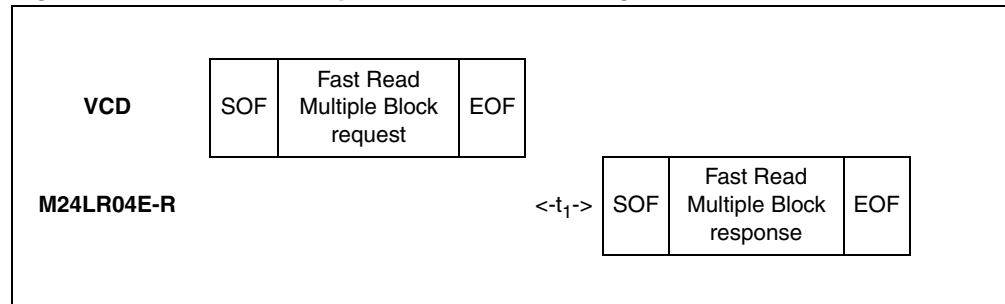 VCD
SOF
Fast Read
Multiple Block
request
EOF
M24LR04E-R
<-t1->
SOF
Fast Read
Multiple Block
response
EOF